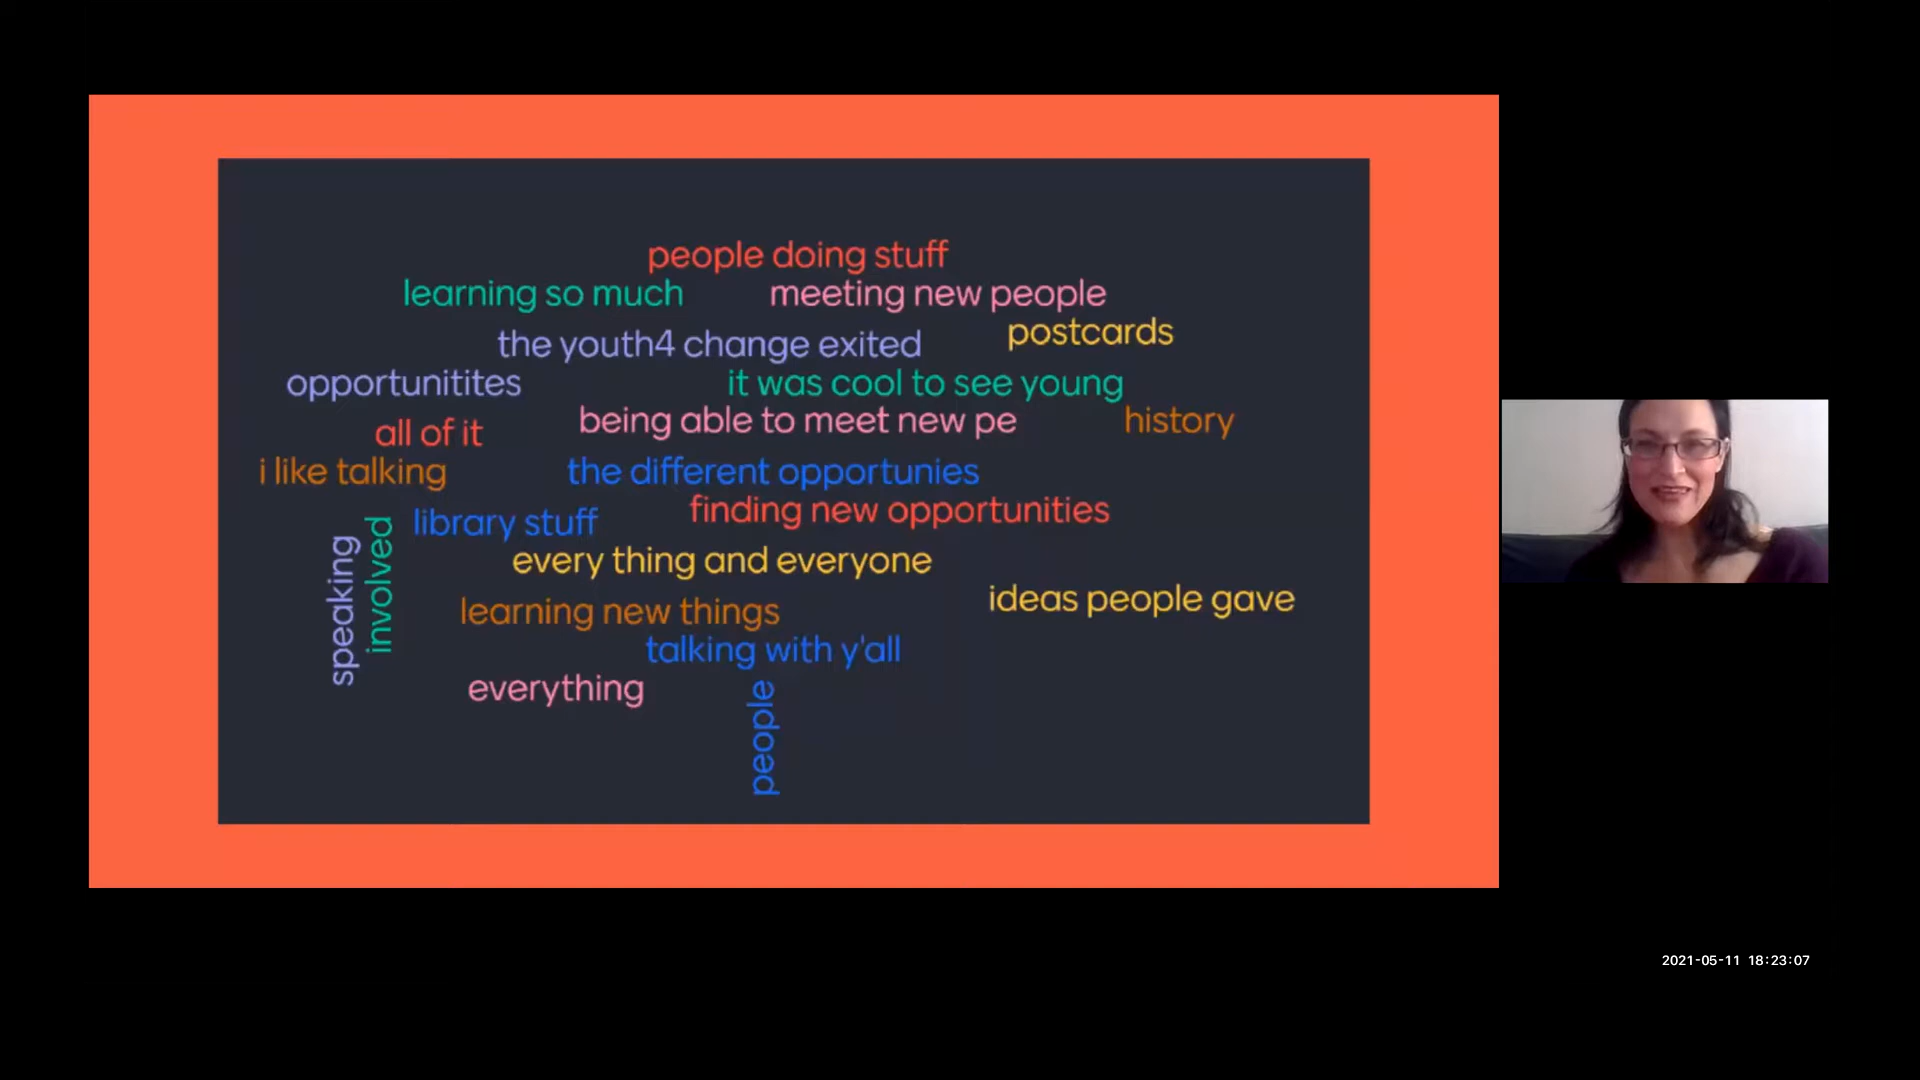 people doing stuff
learning so much
meeting new people
postcards
the youth4 change exited
opportunitites
it was cool to see young
being able to meet new pe
history
all of it
i like talking
the different opportunies
finding new opportunities
library stuff
speaking
involved
every thing and everyone
ideas people gave
learning new things
talking with y'all
everything
people
2021-05-11 18:23:07